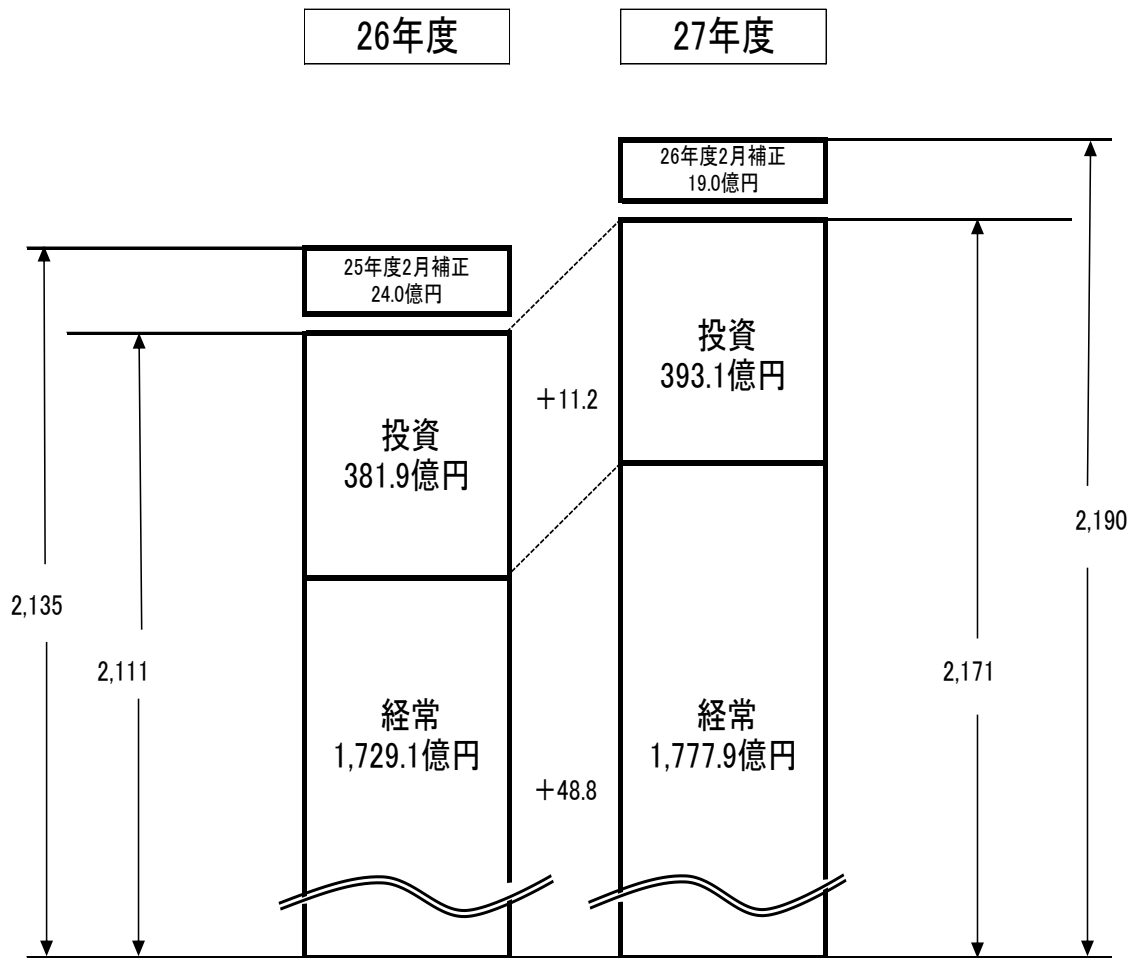 26年度
27年度
26年度2月補正
19.0億円
25年度2月補正
24.0億円
投資
393.1億円
+11.2
投資
381.9億円
2,190
2,135
2,111
2,171
経常
1,729.1億円
経常
1,777.9億円
+48.8